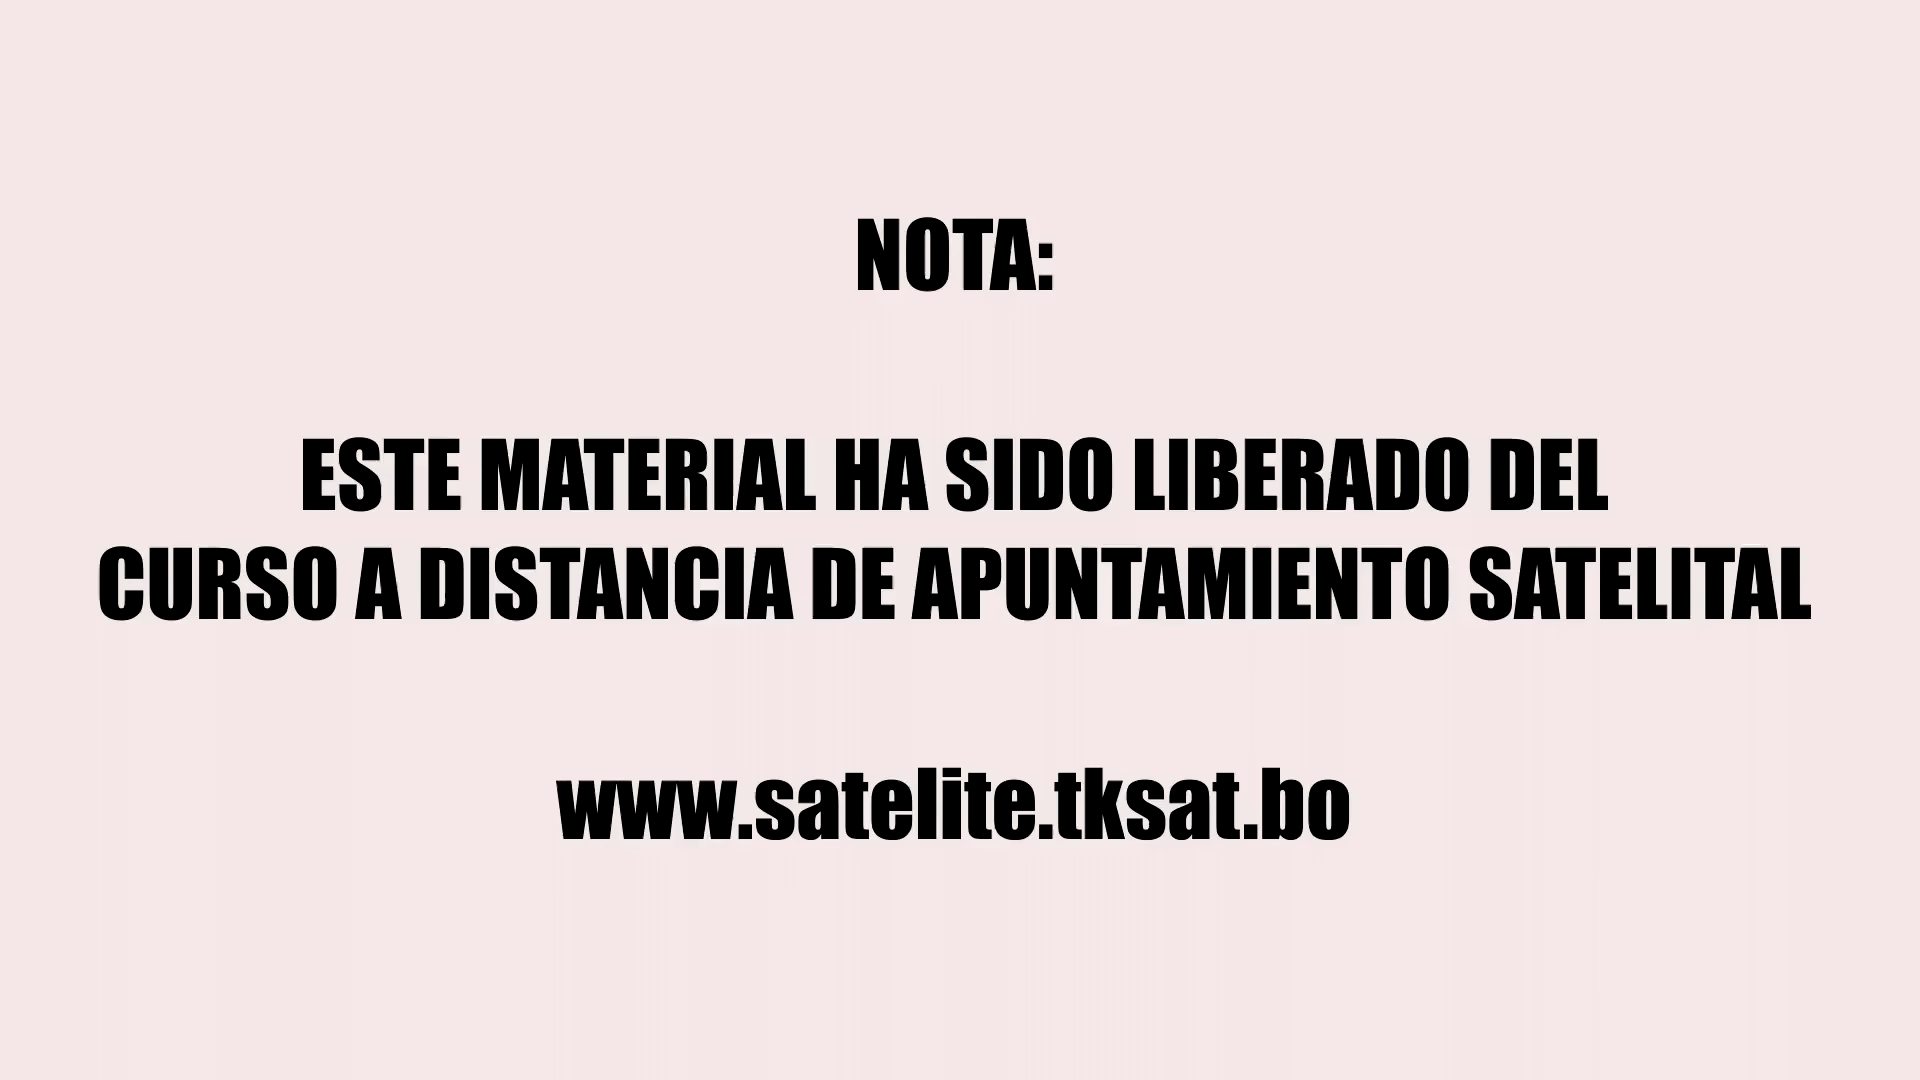 NOTA:
ESTE MATERIAL HA SIDO LIBERADO DEL
CURSO A DISTANCIA DE APUNTAMIENTO SATELITAL
www.satelite.tksat.bo